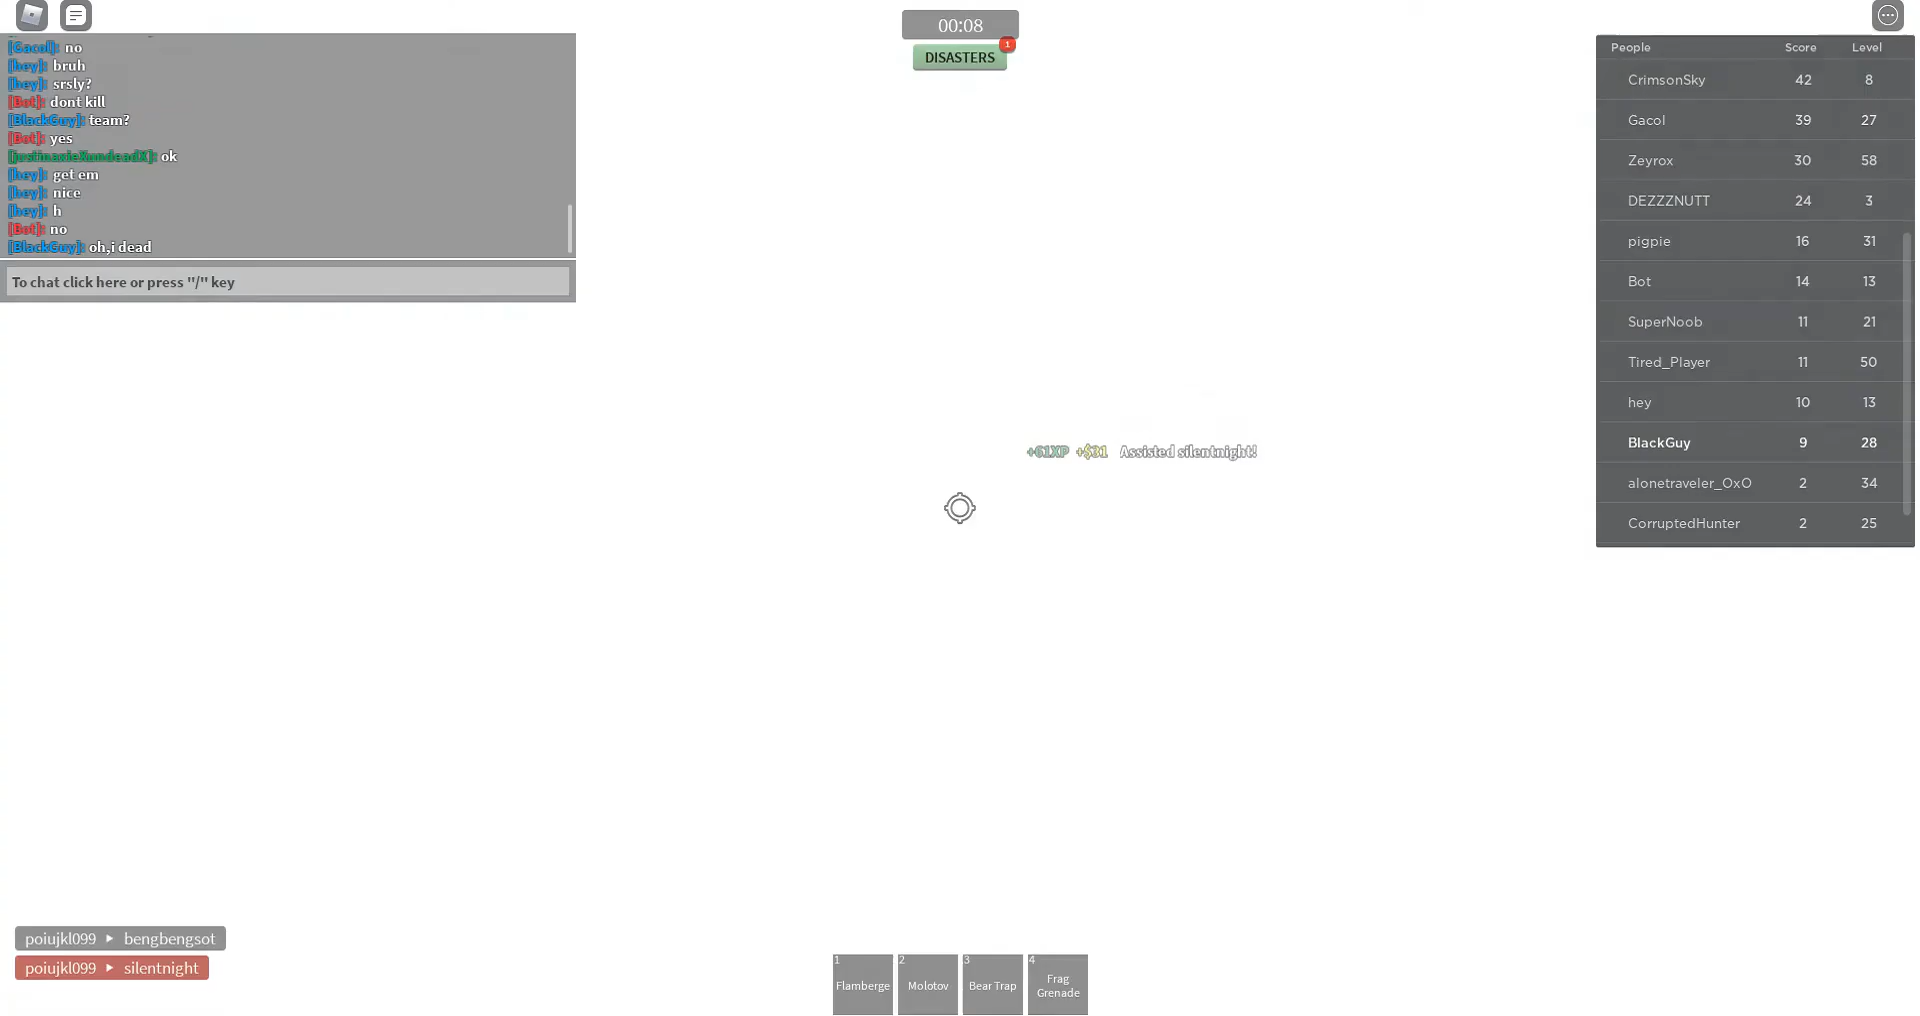 [Gacol]: no
[hey]: bruh
[hey]: srsly?
[Bot]: dont kill
[BlackGuy]: team?
[Bot]: yes
ok
[hey]: get em
[hey]: nice
[hey]: h
[Bot]: no
[BlackGuy]: oh,i dead
To chat click here or press "/" key
00:08
DISASTERS
1
People Score Level
CrimsonSky 42 8
Gacol 39 27
Zeyrox 30 58
DEZZZNUTT 24 3
pigpie 16 31
Bot 14 13
SuperNoob 11 21
Tired_Player 11 50
hey 10 13
BlackGuy 9 28
alonetraveler_OxO 2 34
CorruptedHunter 2 25
+61XP +$31 Assisted silentnight!
poiujkl099 ▸ bengbengsot
poiujkl099 ▸ silentnight
1 Flamberge
2 Molotov
3 Bear Trap
4 Frag
Grenade